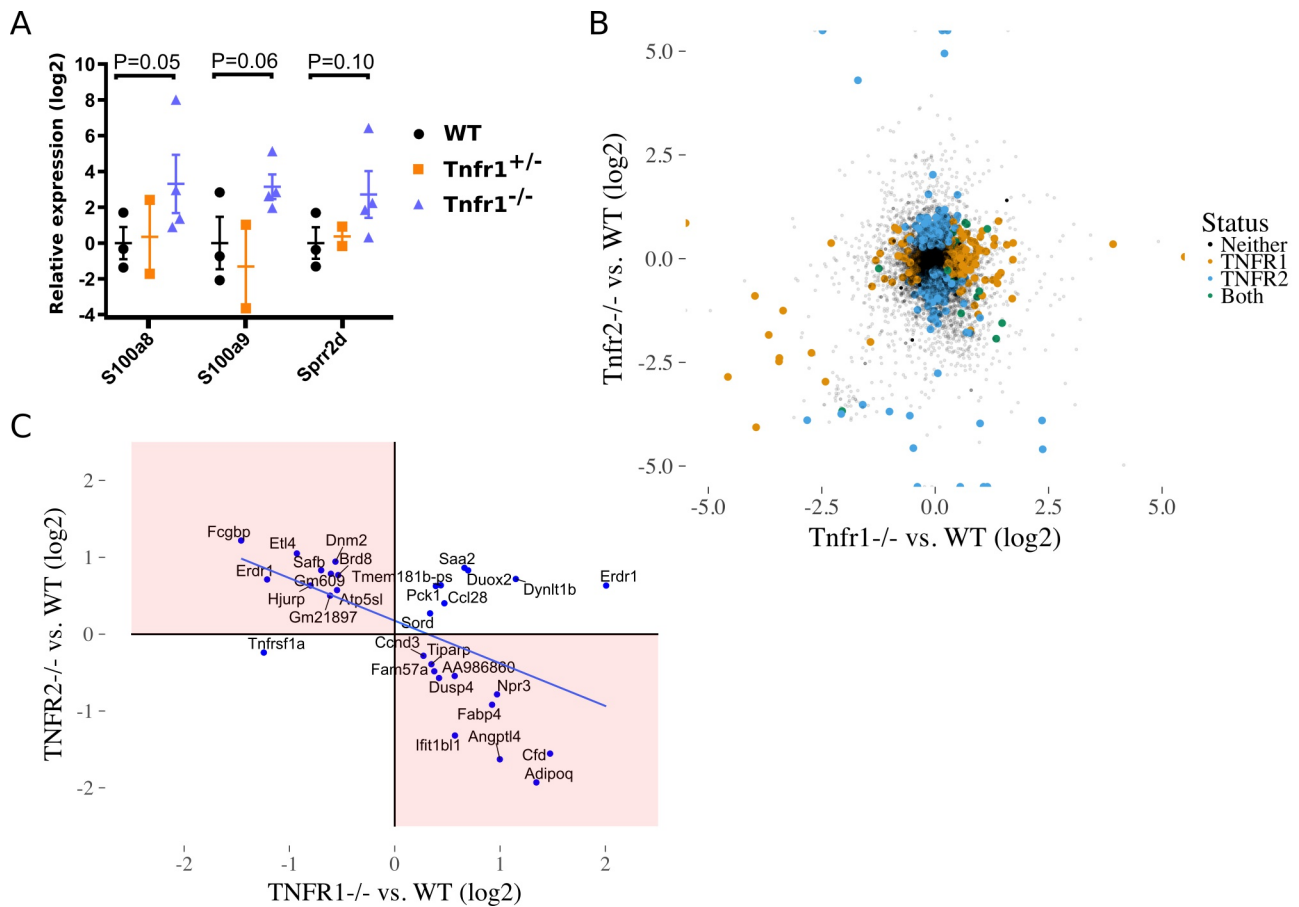 A
P=0.05 P=0.06 P=0.10
Relative expression (log2)
10
8
6
4
2
0
-2
-4
S100a8 S100a9 Sprr2d
WT
Tnfr1+/-
Tnfr1-/-
B
Tnfr2-/- vs. WT (log2)
5.0
2.5
0.0
-2.5
-5.0
-5.0 -2.5 0.0 2.5 5.0
Tnfr1-/- vs. WT (log2)
Status
Neither
TNFR1
TNFR2
Both
C
TNFR2-/- vs. WT (log2)
2
1
0
-1
-2
Fcgbp
Etl4
Dnm2
Safb
Brd8
Erdr1
Gm609
Tmem181b-ps
Saa2
Duox2
Dynlt1b
Erdr1
Hjurp
Atp5sl
Pck1
Ccl28
Gm21897
Sord
Tnfrsf1a
Ccnd3
Tiparp
Fam57a
AA986860
Dusp4
Npr3
Fabp4
Ifit1bl1
Angptl4
Cfd
Adipoq
-2 -1 0 1 2
TNFR1-/- vs. WT (log2)